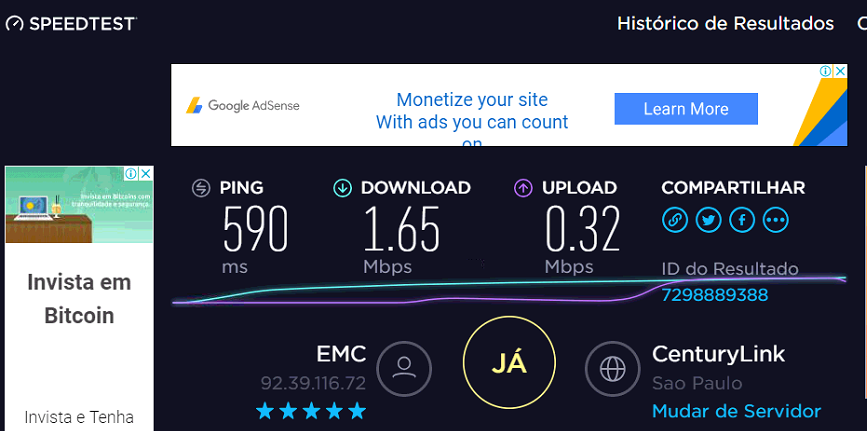 SPEEDTEST
Histórico de Resultados
Google AdSense
Monetize your site
With ads you can count
on
Learn More
Invista em Bitcoin com
tranquilidade e segurança.
Invista em
Bitcoin
Invista e Tenha
PING
590
ms
DOWNLOAD
1.65
Mbps
UPLOAD
0.32
Mbps
COMPARTILHAR
ID do Resultado
7298889388
EMC
92.39.116.72
JÁ
CenturyLink
Sao Paulo
Mudar de Servidor